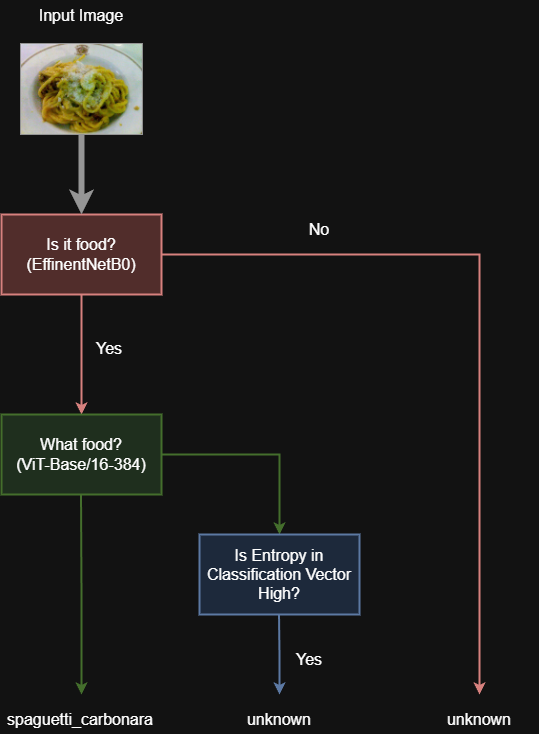 Input Image
Is it food?
(EffinentNetB0)
No
Yes
What food?
(ViT-Base/16-384)
Is Entropy in
Classification Vector
High?
Yes
spaguetti_carbonara
unknown
unknown